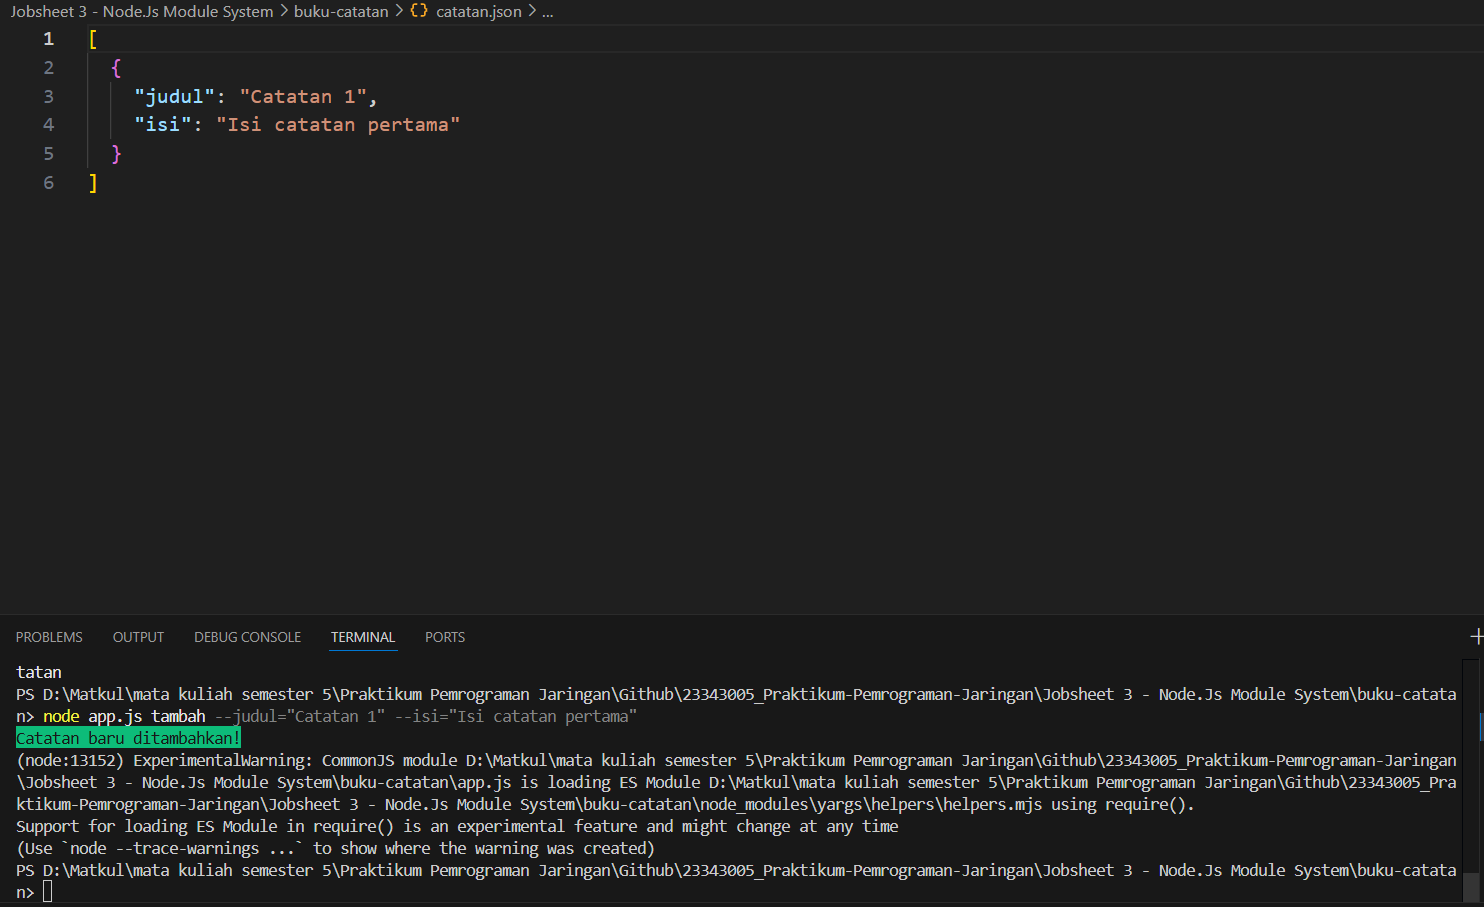 Jobsheet 3 - Node.Js Module System > buku-catatan > {} catatan.json > ...
1 [
2 {
3 "judul": "Catatan 1",
4 "isi": "Isi catatan pertama"
5 }
6 ]
PROBLEMS OUTPUT DEBUG CONSOLE TERMINAL PORTS +
tatan
PS D:\Matkul\mata kuliah semester 5\Praktikum Pemrograman Jaringan\Github\23343005_Praktikum-Pemrograman-Jaringan\Jobsheet 3 - Node.Js Module System\buku-catata
n> node app.js tambah --judul="Catatan 1" --isi="Isi catatan pertama"
Catatan baru ditambahkan!
(node:13152) ExperimentalWarning: CommonJS module D:\Matkul\mata kuliah semester 5\Praktikum Pemrograman Jaringan\Github\23343005_Praktikum-Pemrograman-Jaringan
\Jobsheet 3 - Node.Js Module System\buku-catatan\app.js is loading ES Module D:\Matkul\mata kuliah semester 5\Praktikum Pemrograman Jaringan\Github\23343005_Pra
ktikum-Pemrograman-Jaringan\Jobsheet 3 - Node.Js Module System\buku-catatan\node_modules\yargs\helpers\helpers.mjs using require().
Support for loading ES Module in require() is an experimental feature and might change at any time
(Use `node --trace-warnings ...` to show where the warning was created)
PS D:\Matkul\mata kuliah semester 5\Praktikum Pemrograman Jaringan\Github\23343005_Praktikum-Pemrograman-Jaringan\Jobsheet 3 - Node.Js Module System\buku-catata
n>